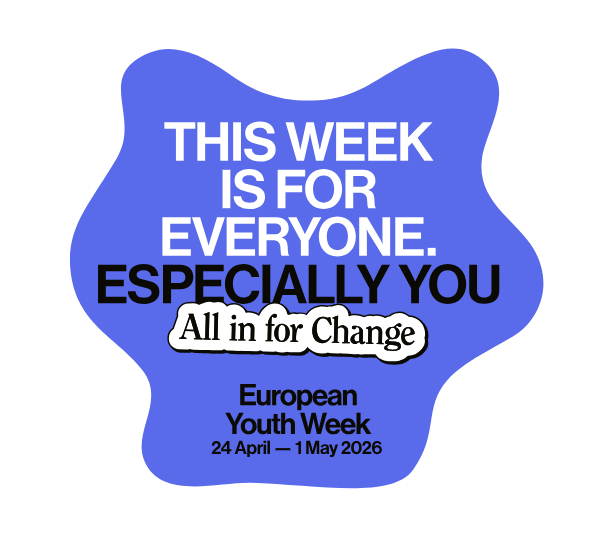 THIS WEEK
IS FOR
EVERYONE.
ESPECIALLY YOU
All in for Change
European
Youth Week
24 April — 1 May 2026